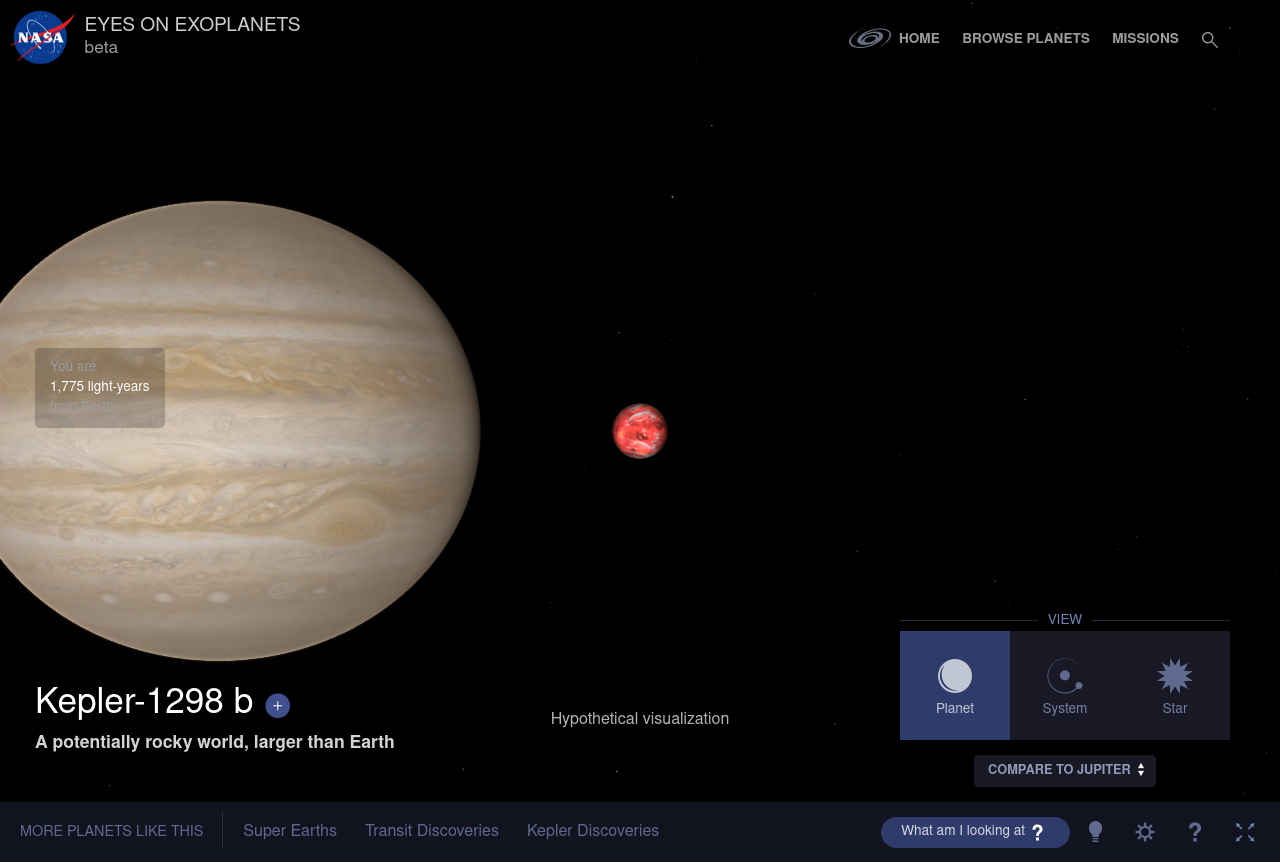 NASA
EYES ON EXOPLANETS
beta
HOME
BROWSE PLANETS
MISSIONS
You are
1,775 light-years
from Earth
Kepler-1298 b
+
A potentially rocky world, larger than Earth
Hypothetical visualization
VIEW
Planet
System
Star
COMPARE TO JUPITER
MORE PLANETS LIKE THIS
Super Earths
Transit Discoveries
Kepler Discoveries
What am I looking at ?
?